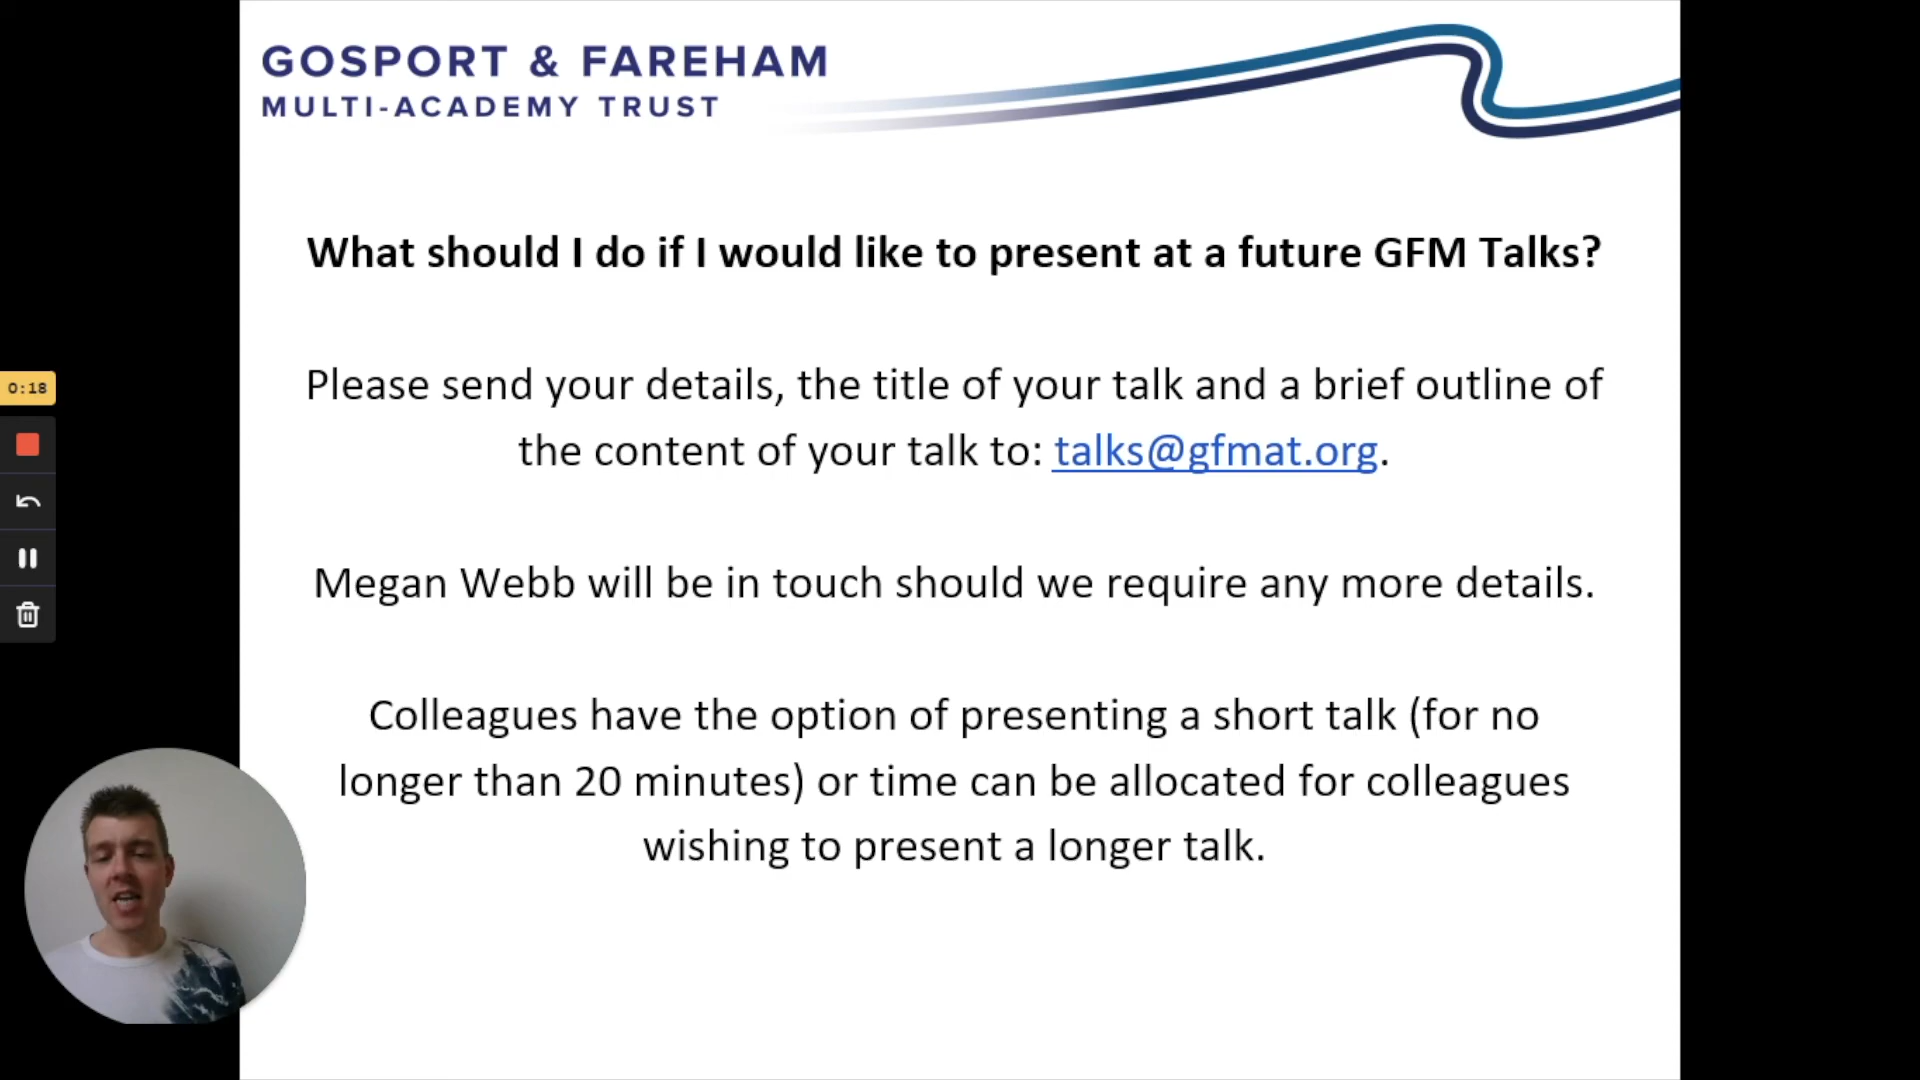 GOSPORT & FAREHAM
MULTI-ACADEMY TRUST
What should I do if I would like to present at a future GFM Talks?
Please send your details, the title of your talk and a brief outline of
the content of your talk to: talks@gfmat.org.
Megan Webb will be in touch should we require any more details.
Colleagues have the option of presenting a short talk (for no
longer than 20 minutes) or time can be allocated for colleagues
wishing to present a longer talk.
0:18